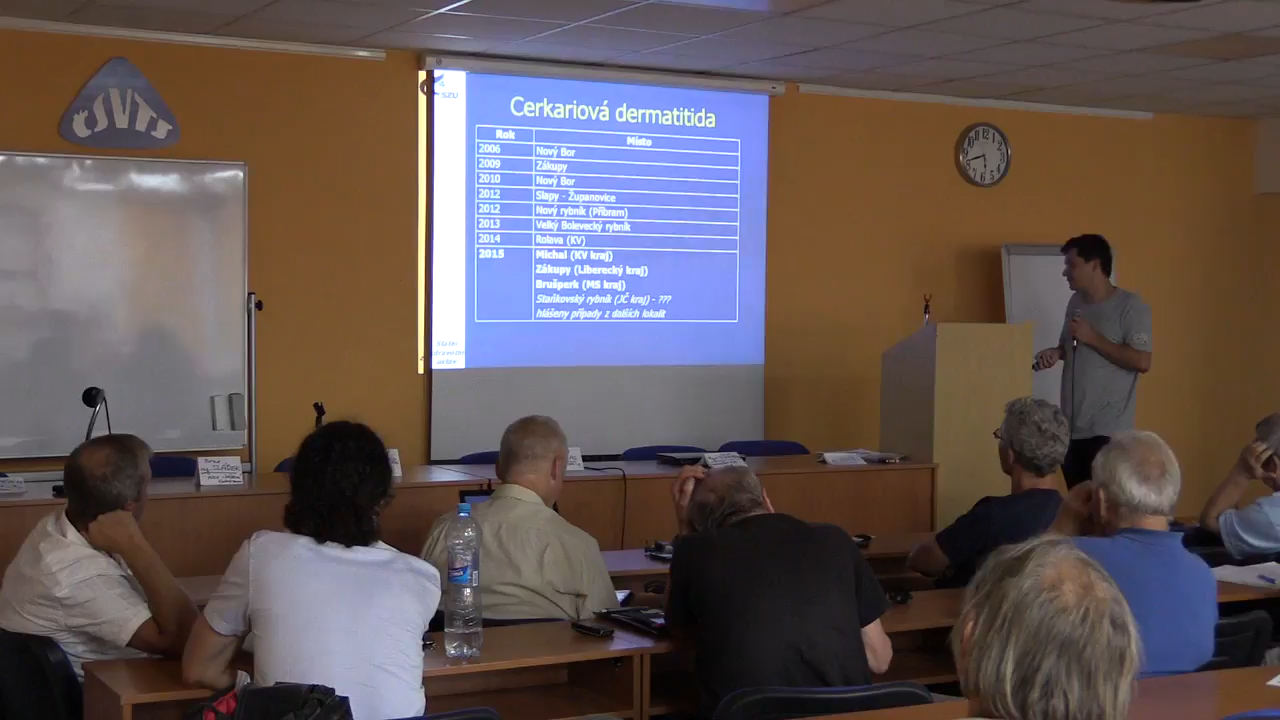 ČSVTS
SZÚ
Cerkariová dermatitida
Rok Místo
2006 Nový Bor
2009 Zákupy
2010 Nový Bor
2012 Slapy - Županovice
2012 Nový rybník (Příbram)
2013 Velký Bolevecký rybník
2014 Rolava (KV)
2015 Michal (KV kraj)
Zákupy (Liberecký kraj)
Brušperk (MS kraj)
Staňkovský rybník (JČ kraj) - ???
hlášeny případy z dalších lokalit